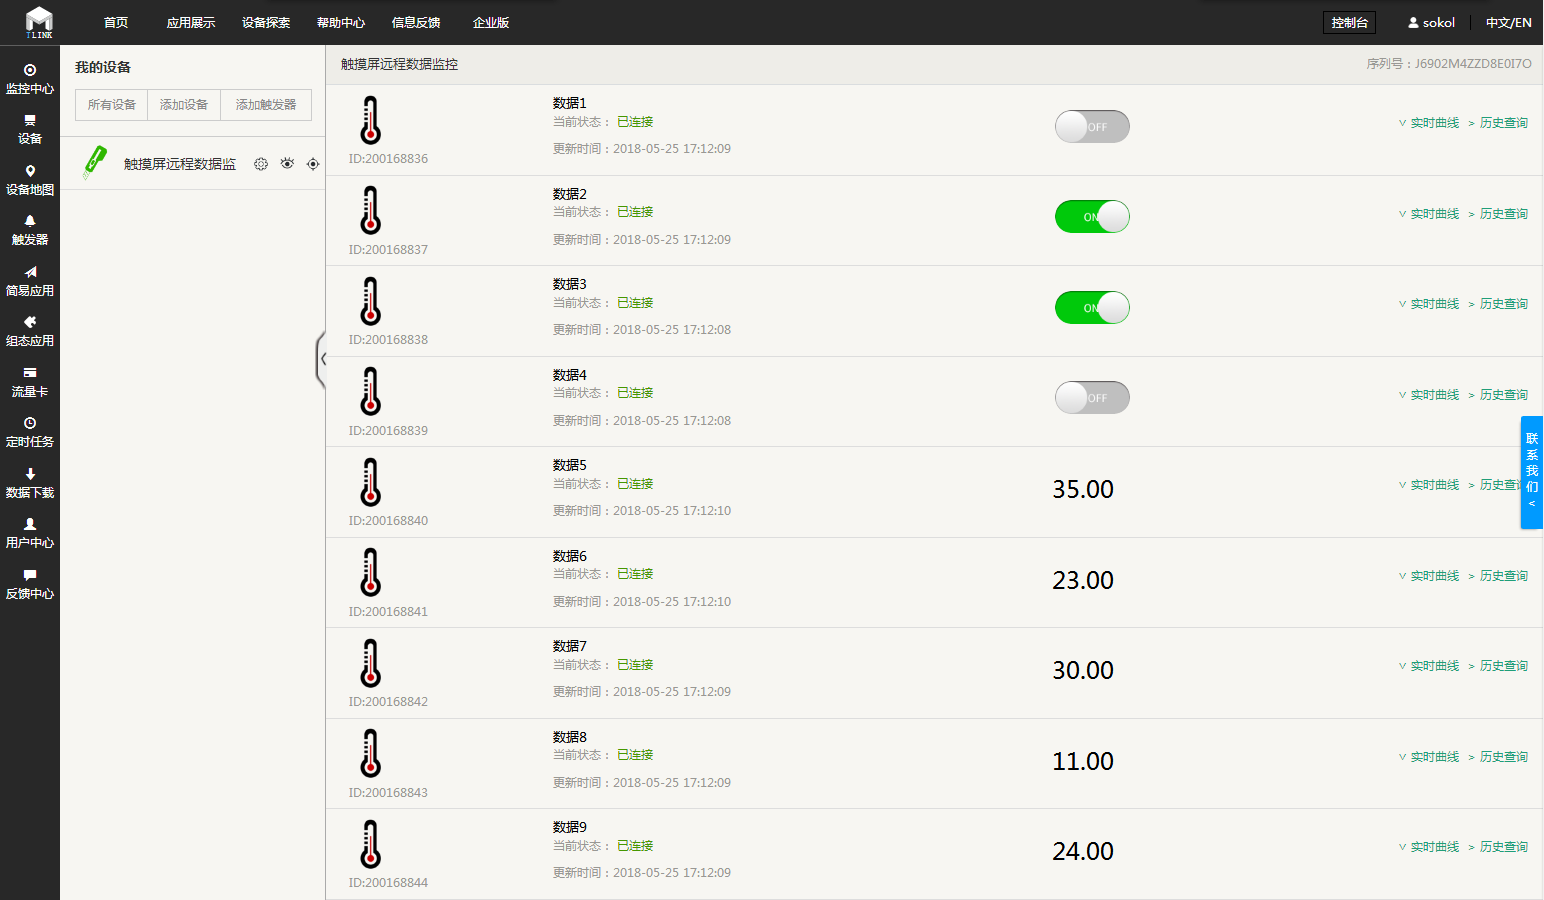 TLINK 首页 应用展示 设备探索 帮助中心 信息反馈 企业版 控制台 sokol 中文/EN
监控中心
设备
设备地图
触发器
简易应用
组态应用
流量卡
定时任务
数据下载
用户中心
反馈中心
我的设备
所有设备 添加设备 添加触发器
触摸屏远程数据监
触摸屏远程数据监控 序列号：J6902M4ZZD8E0I7O
数据1
当前状态： 已连接
OFF
∨ 实时曲线 > 历史查询
更新时间：2018-05-25 17:12:09
ID:200168836
数据2
当前状态： 已连接
ON
∨ 实时曲线 > 历史查询
更新时间：2018-05-25 17:12:09
ID:200168837
数据3
当前状态： 已连接
ON
∨ 实时曲线 > 历史查询
更新时间：2018-05-25 17:12:08
ID:200168838
数据4
当前状态： 已连接
OFF
∨ 实时曲线 > 历史查询
更新时间：2018-05-25 17:12:08
ID:200168839
数据5
当前状态： 已连接
35.00
∨ 实时曲线 > 历史查询
更新时间：2018-05-25 17:12:10
ID:200168840
数据6
当前状态： 已连接
23.00
∨ 实时曲线 > 历史查询
更新时间：2018-05-25 17:12:10
ID:200168841
数据7
当前状态： 已连接
30.00
∨ 实时曲线 > 历史查询
更新时间：2018-05-25 17:12:09
ID:200168842
数据8
当前状态： 已连接
11.00
∨ 实时曲线 > 历史查询
更新时间：2018-05-25 17:12:09
ID:200168843
数据9
当前状态： 已连接
24.00
∨ 实时曲线 > 历史查询
更新时间：2018-05-25 17:12:09
ID:200168844
联系我们 <